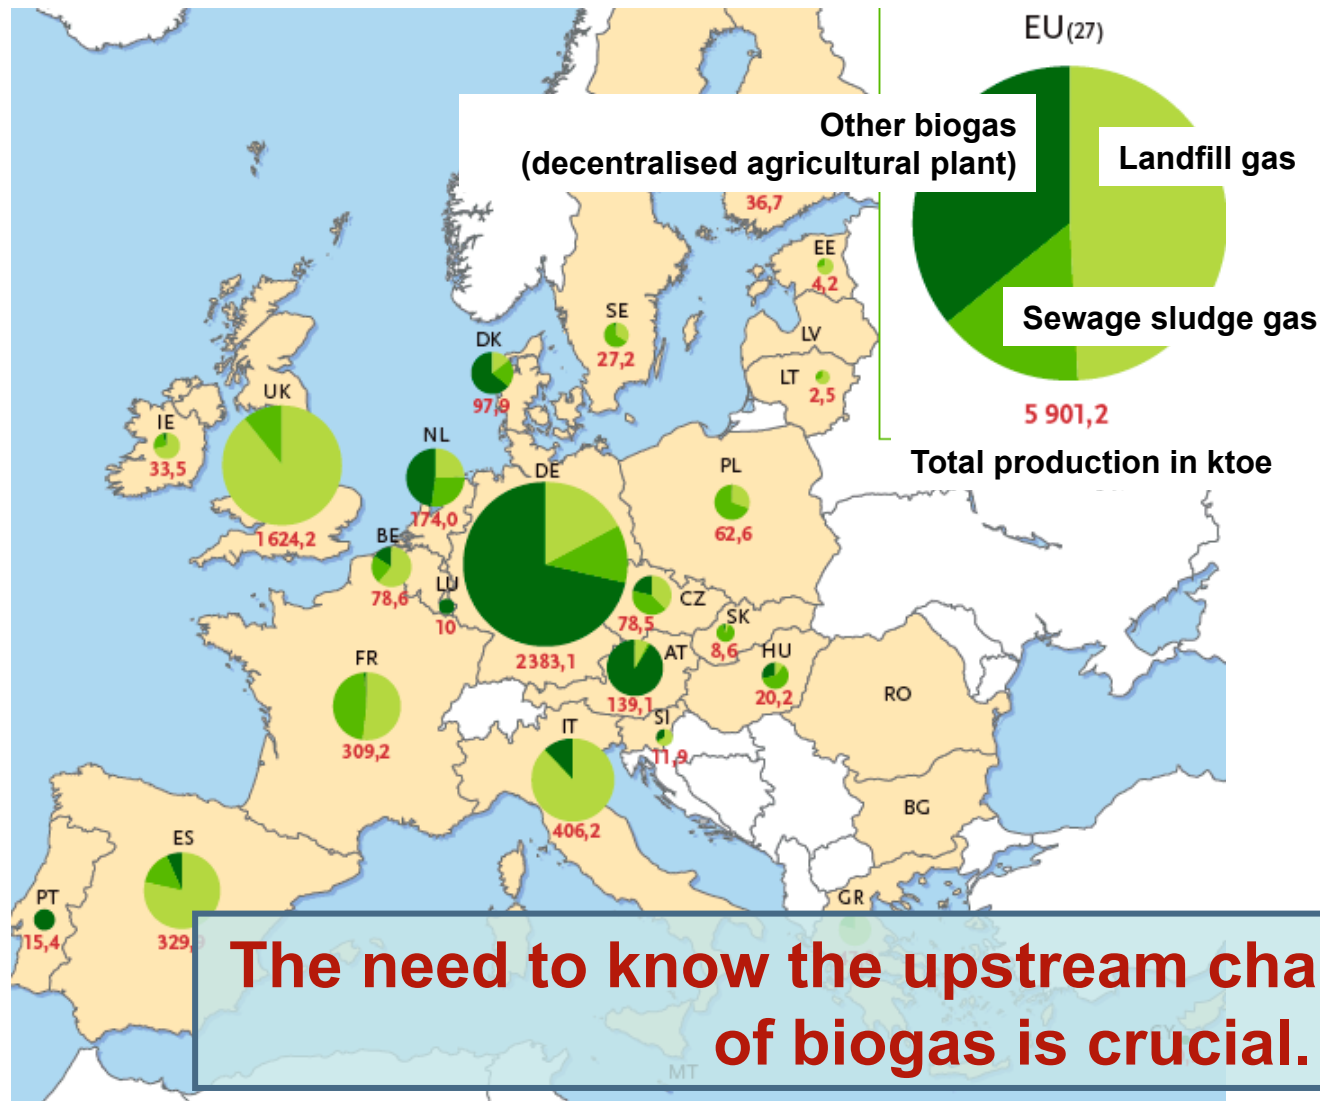 EU(27)
Other biogas
(decentralised agricultural plant)
Landfill gas
Sewage sludge gas
5 901,2
Total production in ktoe
36,7
EE
4,2
SE
27,2
LV
DK
97,9
LT
2,5
UK
1624,2
IE
33,5
NL
174,0
DE
2383,1
PL
62,6
BE
78,6
LU
10
CZ
78,5
SK
8,6
AT
139,1
HU
20,2
FR
309,2
RO
SI
11,9
IT
406,2
BG
ES
329,
PT
15,4
GR
The need to know the upstream cha
of biogas is crucial.
CY
MT